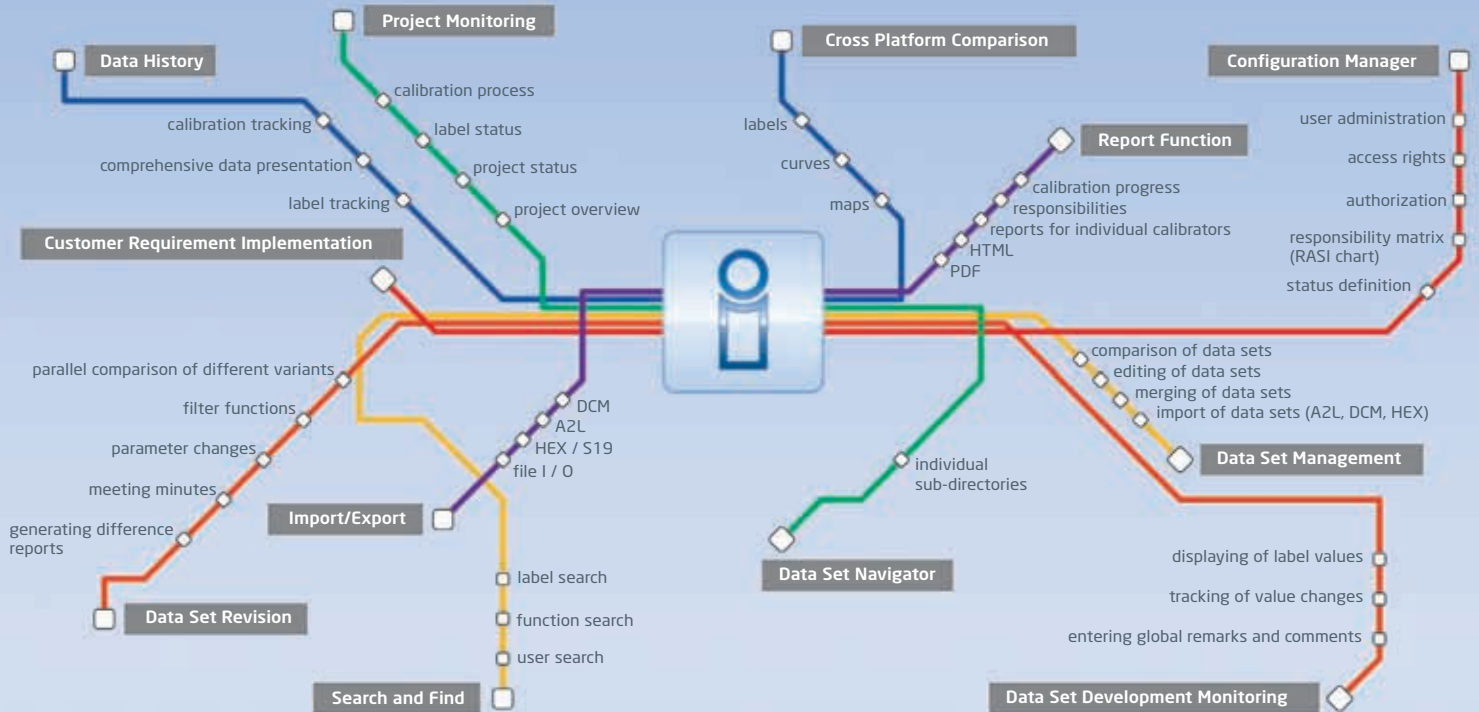 Project Monitoring
calibration process
label status
project status
project overview
Data History
calibration tracking
comprehensive data presentation
label tracking
Customer Requirement Implementation
Cross Platform Comparison
labels
curves
maps
Report Function
calibration progress
responsibilities
reports for individual calibrators
HTML
PDF
Configuration Manager
user administration
access rights
authorization
responsibility matrix
(RASI chart)
status definition
parallel comparison of different variants
filter functions
parameter changes
meeting minutes
generating difference
reports
Data Set Revision
DCM
A2L
HEX / S19
file I / O
Import/Export
label search
function search
user search
Search and Find
individual
sub-directories
Data Set Navigator
comparison of data sets
editing of data sets
merging of data sets
import of data sets (A2L, DCM, HEX)
Data Set Management
displaying of label values
tracking of value changes
entering global remarks and comments
Data Set Development Monitoring